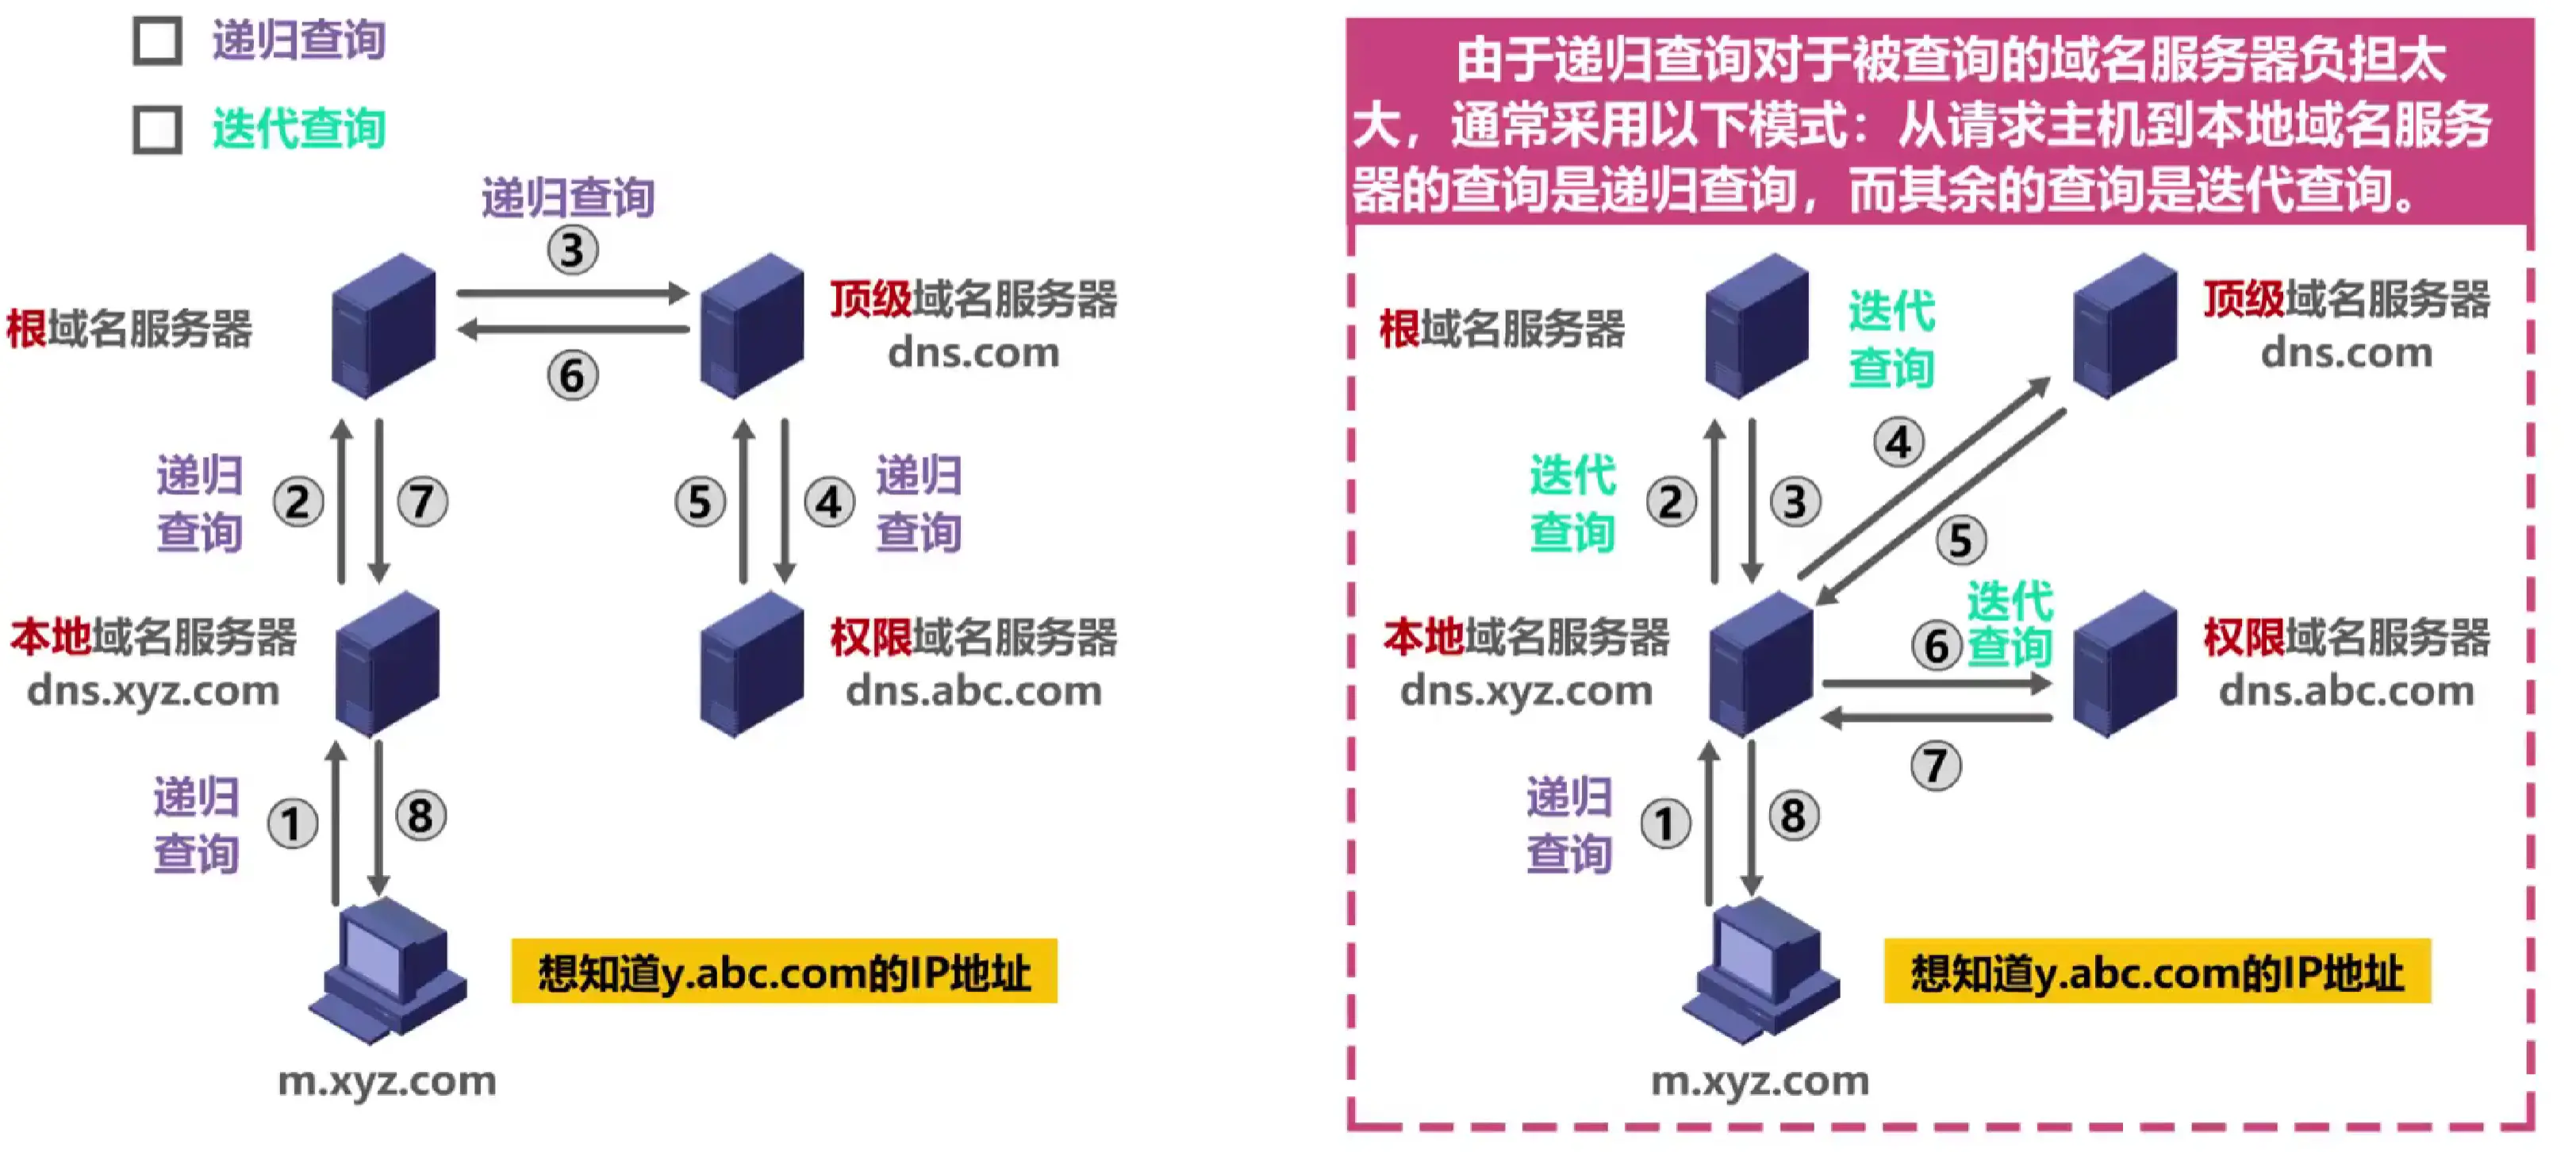 递归查询
迭代查询
递归查询
③
根域名服务器
顶级域名服务器
dns.com
⑥
递归
查询
②
⑦
⑤
④
递归
查询
本地域名服务器
dns.xyz.com
权限域名服务器
dns.abc.com
递归
查询
①
⑧
想知道y.abc.com的IP地址
m.xyz.com
由于递归查询对于被查询的域名服务器负担太
大，通常采用以下模式：从请求主机到本地域名服务
器的查询是递归查询，而其余的查询是迭代查询。
根域名服务器
迭代
查询
顶级域名服务器
dns.com
④
迭代
查询
②
③
⑤
本地域名服务器
dns.xyz.com
迭代
查询
⑥
权限域名服务器
dns.abc.com
⑦
递归
查询
①
⑧
想知道y.abc.com的IP地址
m.xyz.com